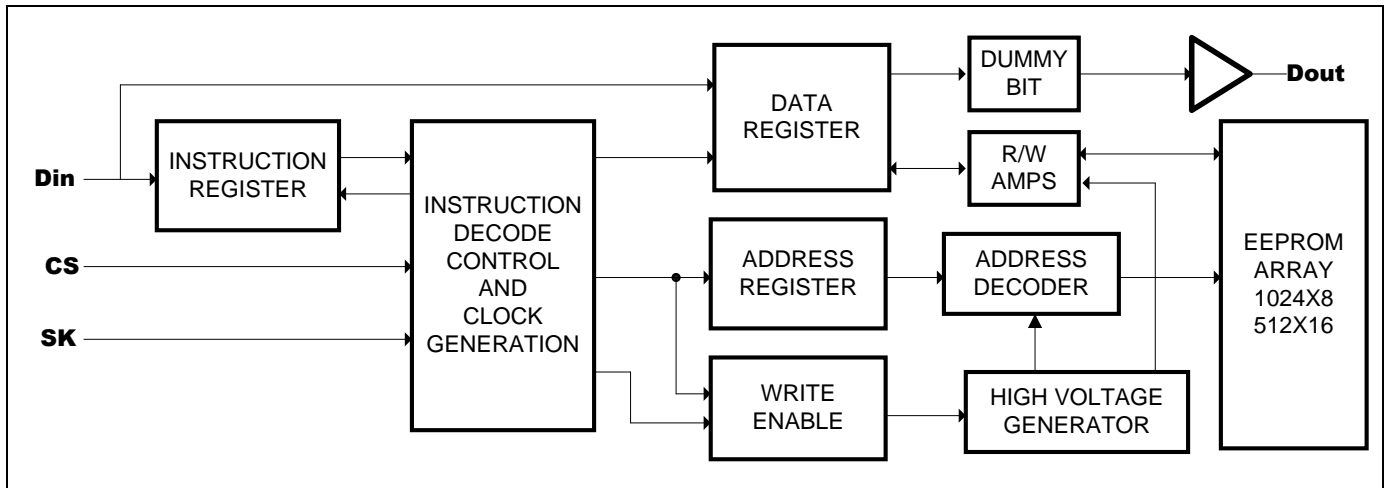 DUMMY
BIT
Dout
DATA
REGISTER
INSTRUCTION
REGISTER
R/W
AMPS
Din
INSTRUCTION
DECODE
CONTROL
AND
CLOCK
GENERATION
CS
ADDRESS
REGISTER
ADDRESS
DECODER
EEPROM
ARRAY
1024X8
512X16
SK
WRITE
ENABLE
HIGH VOLTAGE
GENERATOR